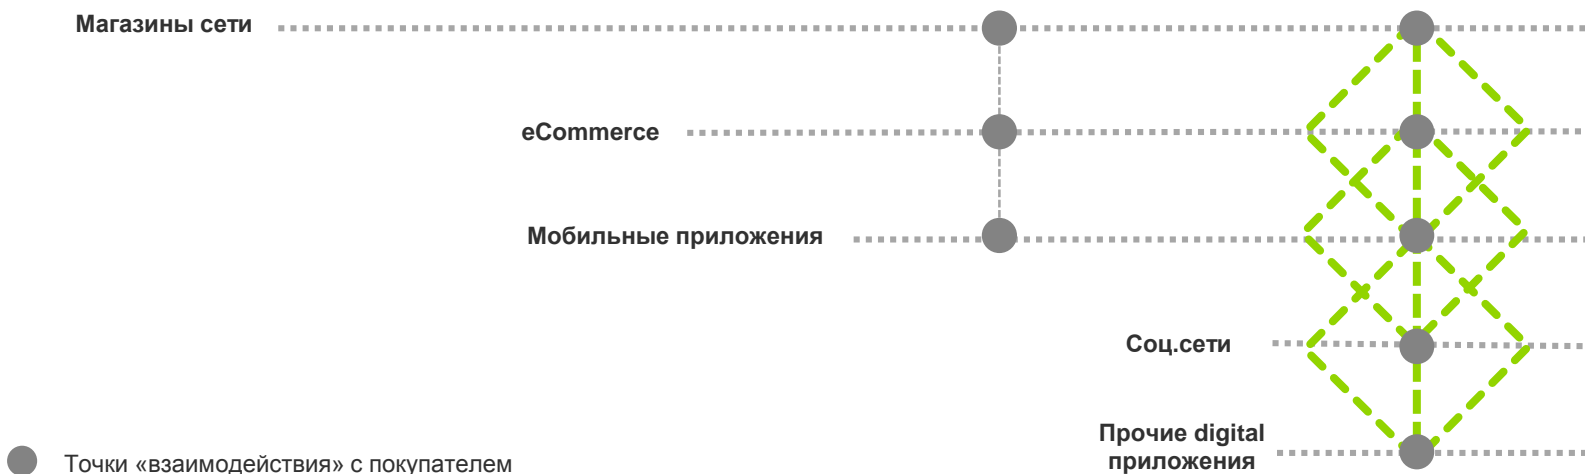 Магазины сети
eCommerce
Мобильные приложения
Соц.сети
Прочие digital
приложения
Точки «взаимодействия» с покупателем